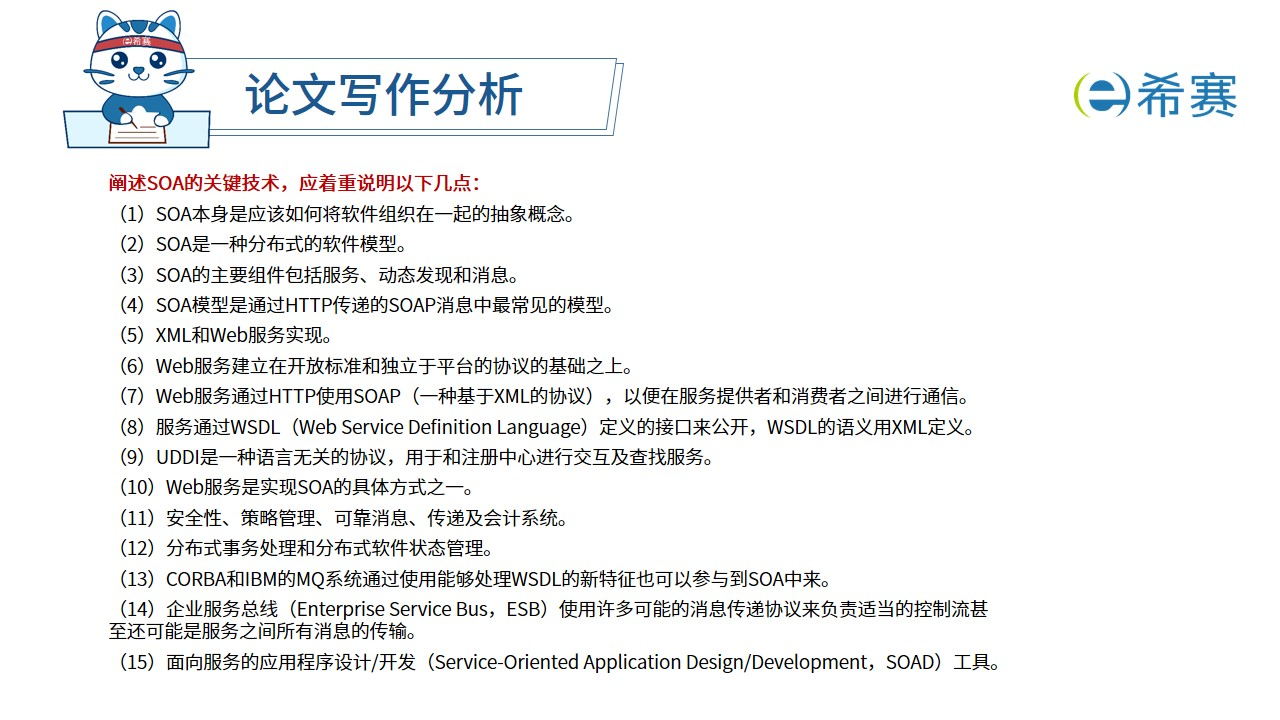 希赛
论文写作分析
希赛
阐述SOA的关键技术，应着重说明以下几点：
（1）SOA本身是应该如何将软件组织在一起的抽象概念。
（2）SOA是一种分布式的软件模型。
（3）SOA的主要组件包括服务、动态发现和消息。
（4）SOA模型是通过HTTP传递的SOAP消息中最常见的模型。
（5）XML和Web服务实现。
（6）Web服务建立在开放标准和独立于平台的协议的基础之上。
（7）Web服务通过HTTP使用SOAP（一种基于XML的协议），以便在服务提供者和消费者之间进行通信。
（8）服务通过WSDL（Web Service Definition Language）定义的接口来公开，WSDL的语义用XML定义。
（9）UDDI是一种语言无关的协议，用于和注册中心进行交互及查找服务。
（10）Web服务是实现SOA的具体方式之一。
（11）安全性、策略管理、可靠消息、传递及会计系统。
（12）分布式事务处理和分布式软件状态管理。
（13）CORBA和IBM的MQ系统通过使用能够处理WSDL的新特征也可以参与到SOA中来。
（14）企业服务总线（Enterprise Service Bus，ESB）使用许多可能的消息传递协议来负责适当的控制流甚
至还可能是服务之间所有消息的传输。
（15）面向服务的应用程序设计/开发（Service-Oriented Application Design/Development，SOAD）工具。